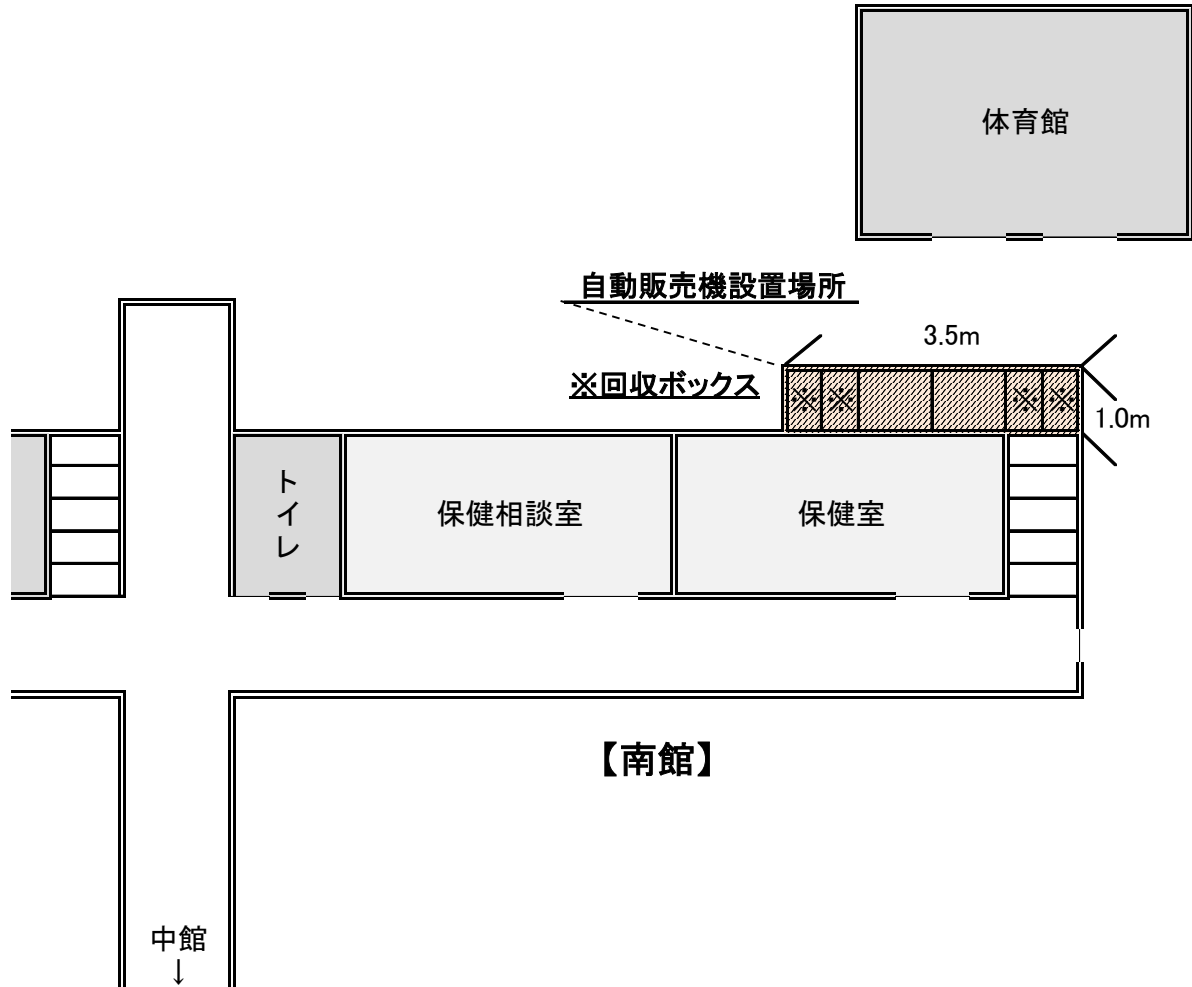 体育館
自動販売機設置場所
3.5m
※回収ボックス
※
※
※
※
1.0m
トイレ
保健相談室
保健室
【南館】
中館
↓